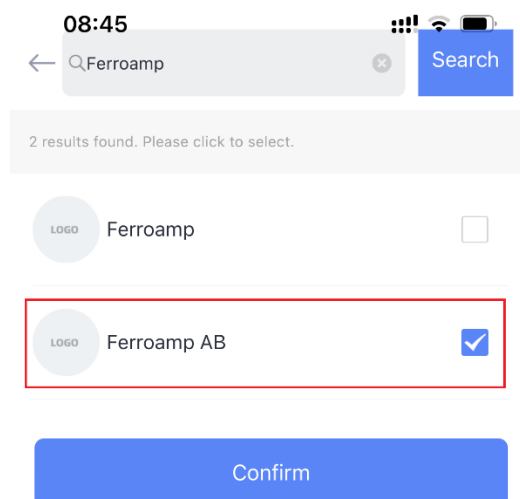 08:45
Ferroamp
Search
2 results found. Please click to select.
LOGO Ferroamp
LOGO Ferroamp AB
Confirm